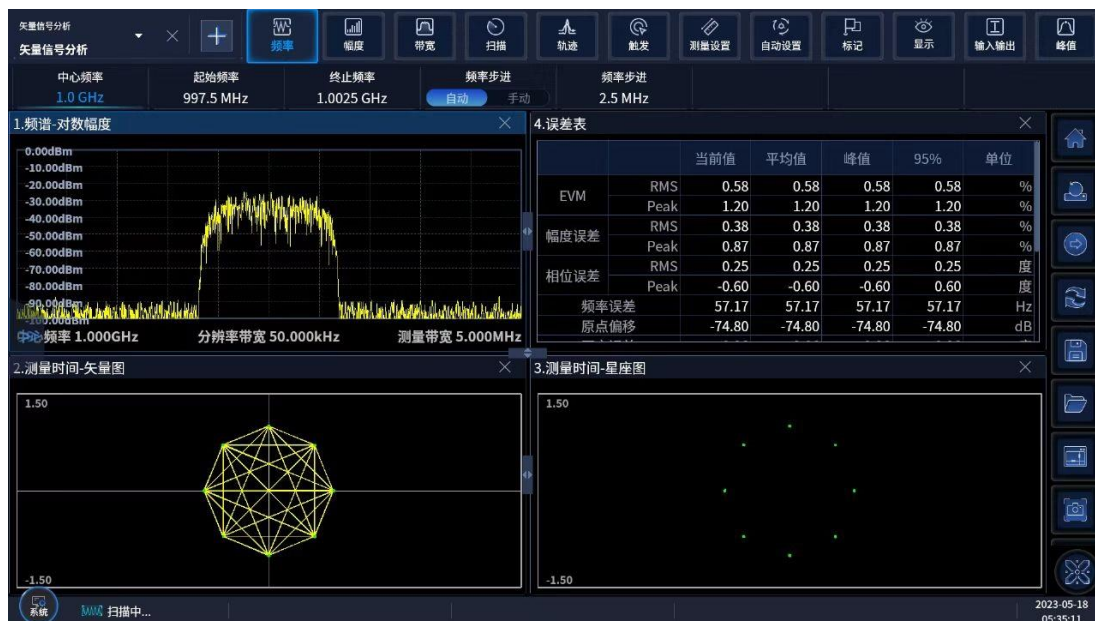 矢量信号分析
矢量信号分析
频率
幅度
带宽
扫描
轨迹
触发
测量设置
自动设置
标记
显示
输入输出
峰值
中心频率
1.0 GHz
起始频率
997.5 MHz
终止频率
1.0025 GHz
频率步进
自动 手动
频率步进
2.5 MHz
1.频谱-对数幅度
0.00dBm
-10.00dBm
-20.00dBm
-30.00dBm
-40.00dBm
-50.00dBm
-60.00dBm
-70.00dBm
-80.00dBm
-90.00dBm
-100.00dBm
中心频率 1.000GHz 分辨率带宽 50.000kHz 测量带宽 5.000MHz
4.误差表
当前值 平均值 峰值 95% 单位
EVM RMS 0.58 0.58 0.58 0.58 %
Peak 1.20 1.20 1.20 1.20 %
幅度误差 RMS 0.38 0.38 0.38 0.38 %
Peak 0.87 0.87 0.87 0.87 %
相位误差 RMS 0.25 0.25 0.25 0.25 度
Peak -0.60 -0.60 -0.60 0.60 度
频率误差 57.17 57.17 57.17 57.17 Hz
原点偏移 -74.80 -74.80 -74.80 -74.80 dB
2.测量时间-矢量图
1.50
-1.50
3.测量时间-星座图
1.50
-1.50
系统
扫描中...
2023-05-18
05:35:11